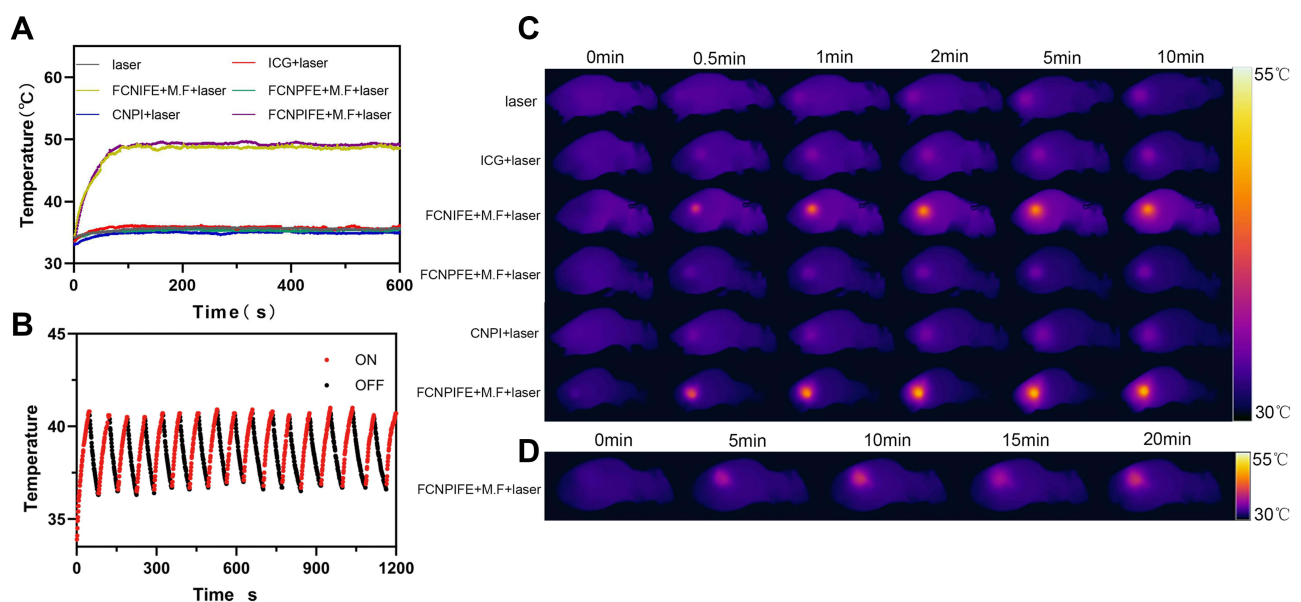 A
Temperature(℃)
60
50
40
30
laser
ICG+laser
FCNIFE+M.F+laser
FCNPFE+M.F+laser
CNPI+laser
FCNPIFE+M.F+laser
0
200
400
600
Time( s)
B
Temperature
45
40
35
ON
OFF
0
300
600
900
1200
Time s
C
0min
0.5min
1min
2min
5min
10min
laser
ICG+laser
FCNIFE+M.F+laser
FCNPFE+M.F+laser
CNPI+laser
FCNPIFE+M.F+laser
55℃
30℃
D
0min
5min
10min
15min
20min
FCNPIFE+M.F+laser
55℃
30℃